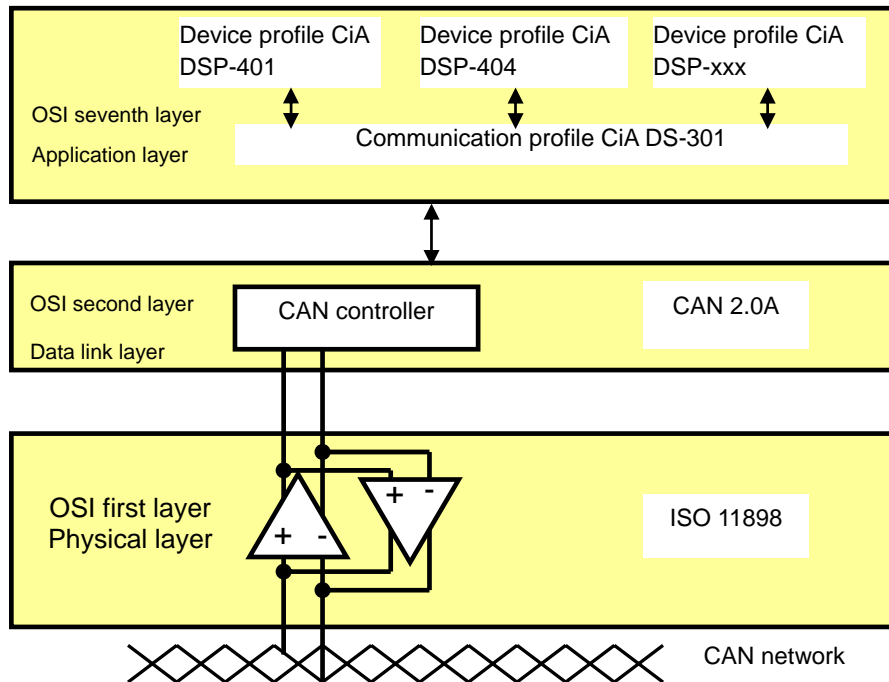 Device profile CiA
DSP-401
Device profile CiA
DSP-404
Device profile CiA
DSP-xxx
OSI seventh layer
Application layer
Communication profile CiA DS-301
OSI second layer
Data link layer
CAN controller
CAN 2.0A
OSI first layer
Physical layer
+ -
+ -
ISO 11898
CAN network